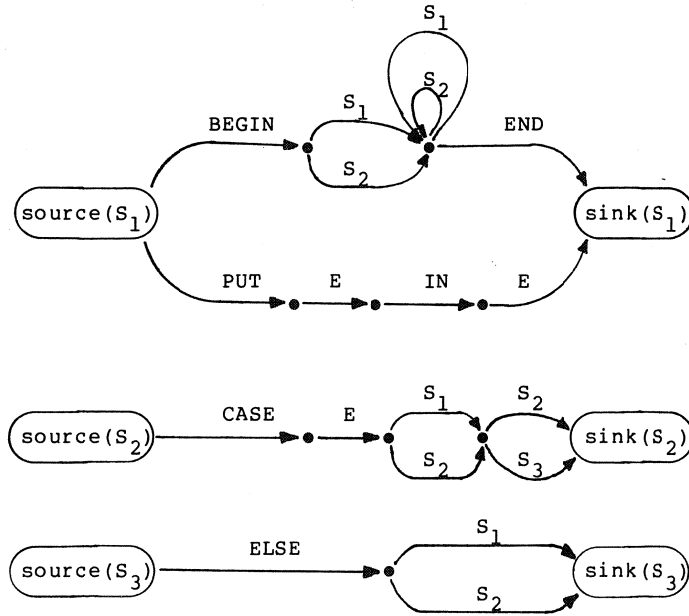 S1
S2
BEGIN S1 END
S2
source(S1) sink(S1)
PUT E IN E
S1 S2
CASE E
source(S2) sink(S2)
S2 S3
S1
ELSE
source(S3) sink(S3)
S2